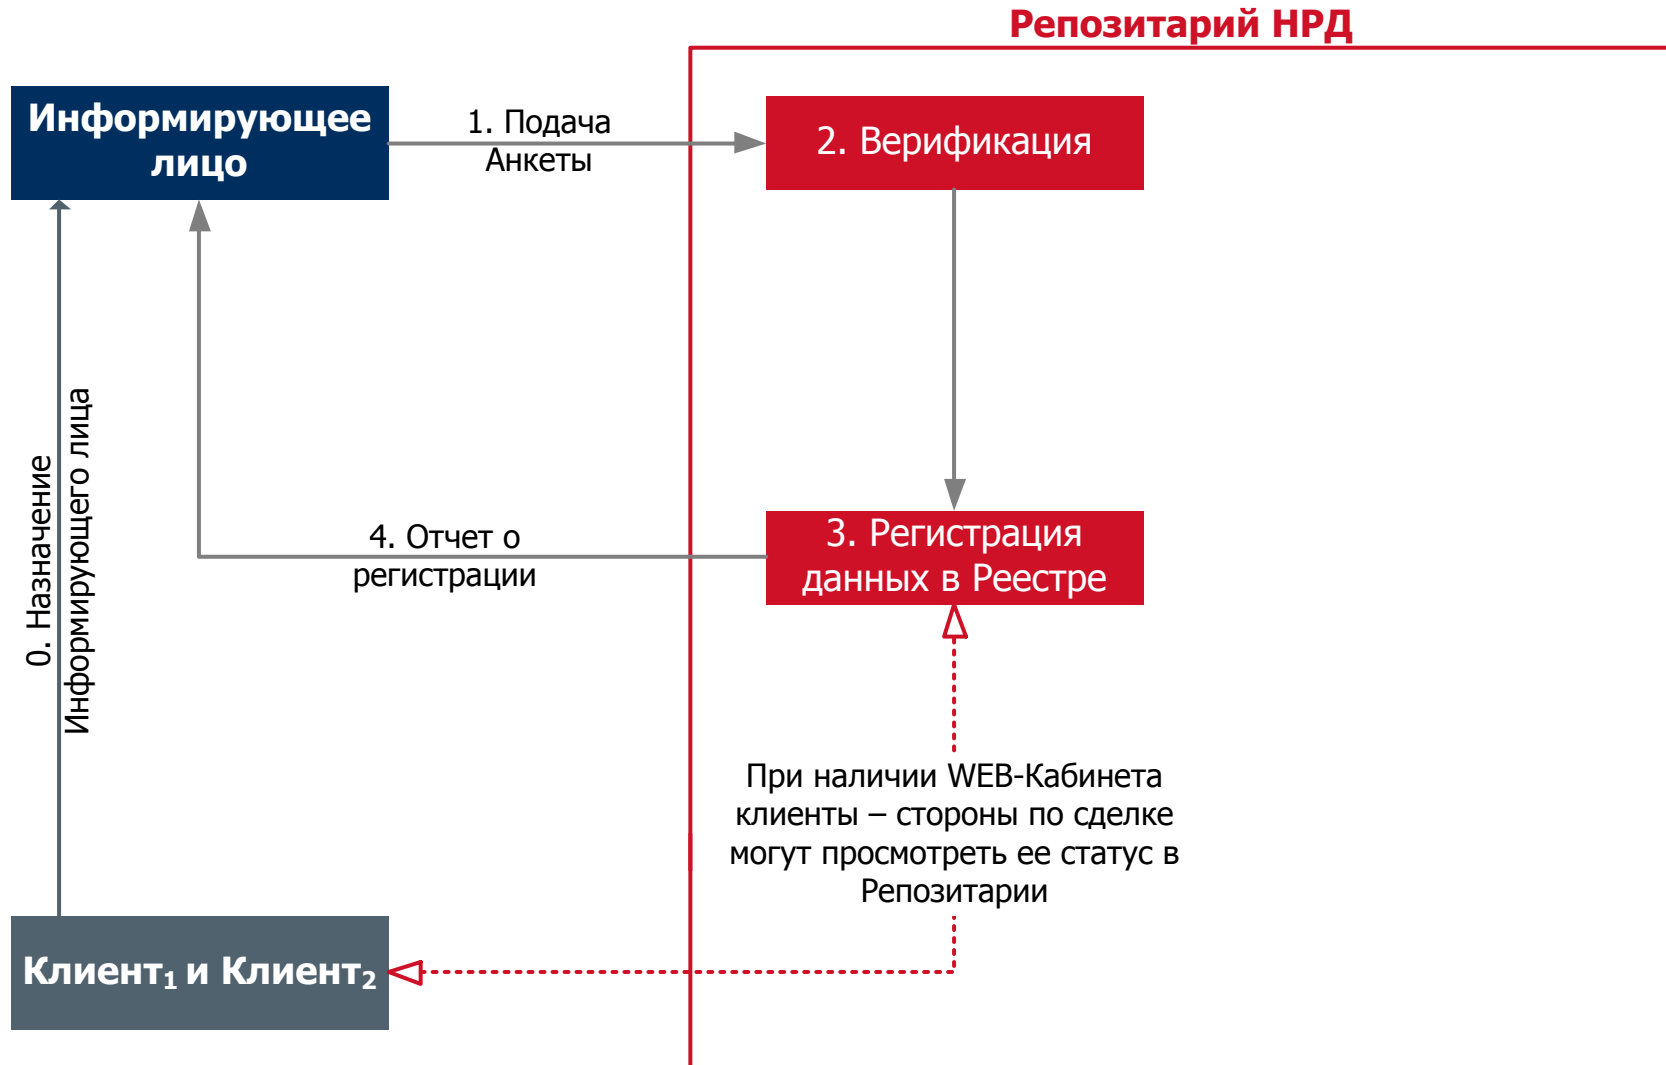 Репозитарий НРД
Информирующее
лицо
1. Подача
Анкеты
2. Верификация
0. Назначение
Информирующего лица
4. Отчет о
регистрации
3. Регистрация
данных в Реестре
При наличии WEB-Кабинета
клиенты – стороны по сделке
могут просмотреть ее статус в
Репозитарии
Клиент₁ и Клиент₂